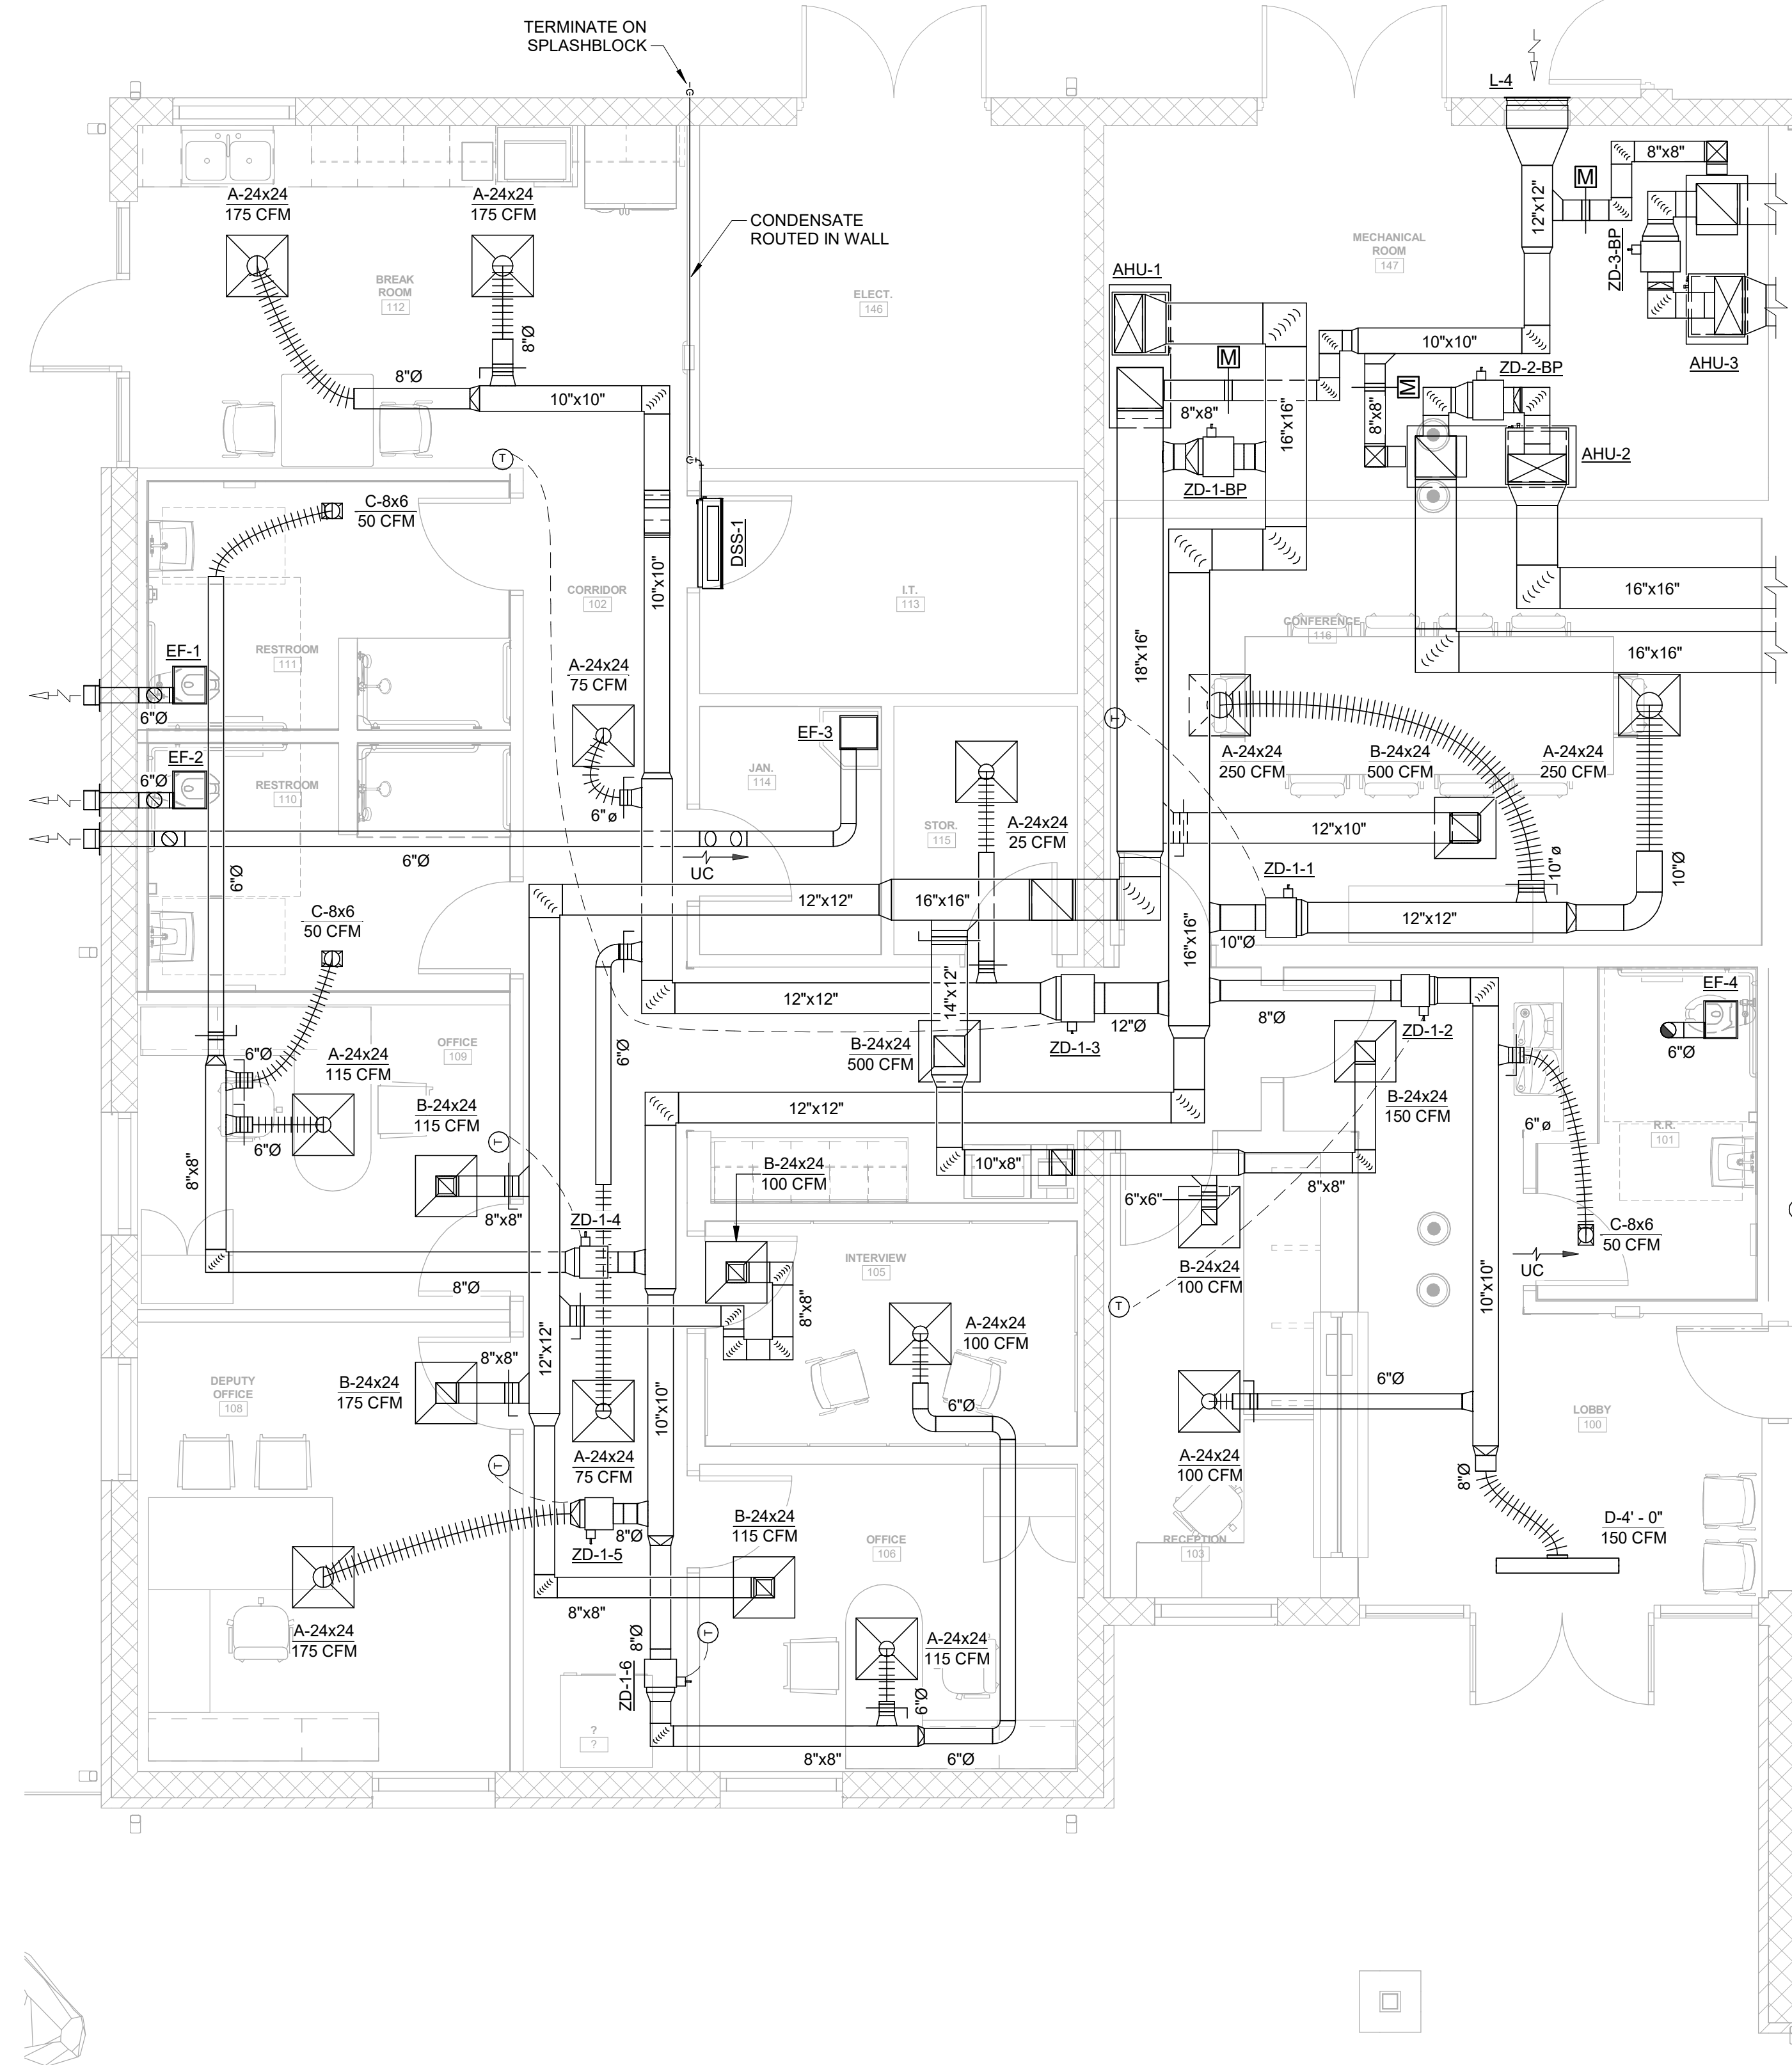 TERMINATE ON
SPLASHBLOCK
L-4
8"x8"
M
12"x12"
ZD-3-BP
AHU-3
A-24x24
175 CFM
A-24x24
175 CFM
CONDENSATE
ROUTED IN WALL
MECHANICAL
ROOM
147
BREAK
ROOM
112
ELECT.
146
AHU-1
8"Ø
8"Ø
10"x10"
M
8"x8"
16"x16"
10"x10"
ZD-2-BP
M
8"x8"
AHU-2
ZD-1-BP
T
C-8x6
50 CFM
DSS-1
10"x10"
CORRIDOR
102
I.T.
113
CONFERENCE
116
16"x16"
16"x16"
18"x16"
RESTROOM
111
EF-1
6"Ø
A-24x24
75 CFM
6"ø
EF-2
6"Ø
RESTROOM
110
EF-3
JAN.
114
T
A-24x24
250 CFM
B-24x24
500 CFM
A-24x24
250 CFM
STOR.
115
A-24x24
25 CFM
12"x10"
6"Ø
UC
6"Ø
ZD-1-1
10"ø
10"Ø
12"x12"
16"x16"
12"x12"
10"Ø
16"x16"
C-8x6
50 CFM
12"x12"
14"x12"
12"Ø
ZD-1-3
8"Ø
ZD-1-2
EF-4
6"Ø
6"Ø
OFFICE
109
6"Ø
A-24x24
115 CFM
6"Ø
B-24x24
115 CFM
B-24x24
500 CFM
12"x12"
B-24x24
150 CFM
6"ø
R.R.
101
T
8"x8"
8"x8"
B-24x24
100 CFM
10"x8"
6"x6"
8"x8"
ZD-1-4
INTERVIEW
105
B-24x24
100 CFM
C-8x6
50 CFM
UC
T
8"Ø
8"x8"
10"x10"
12"x12"
A-24x24
100 CFM
DEPUTY
OFFICE
108
B-24x24
175 CFM
8"x8"
10"x10"
6"Ø
6"Ø
LOBBY
100
T
A-24x24
75 CFM
A-24x24
100 CFM
8"Ø
8"Ø
ZD-1-5
B-24x24
115 CFM
OFFICE
106
RECEPTION
103
D-4' - 0"
150 CFM
8"x8"
A-24x24
175 CFM
8"Ø
T
ZD-1-6
A-24x24
115 CFM
6"Ø
?
?
8"x8"
6"Ø